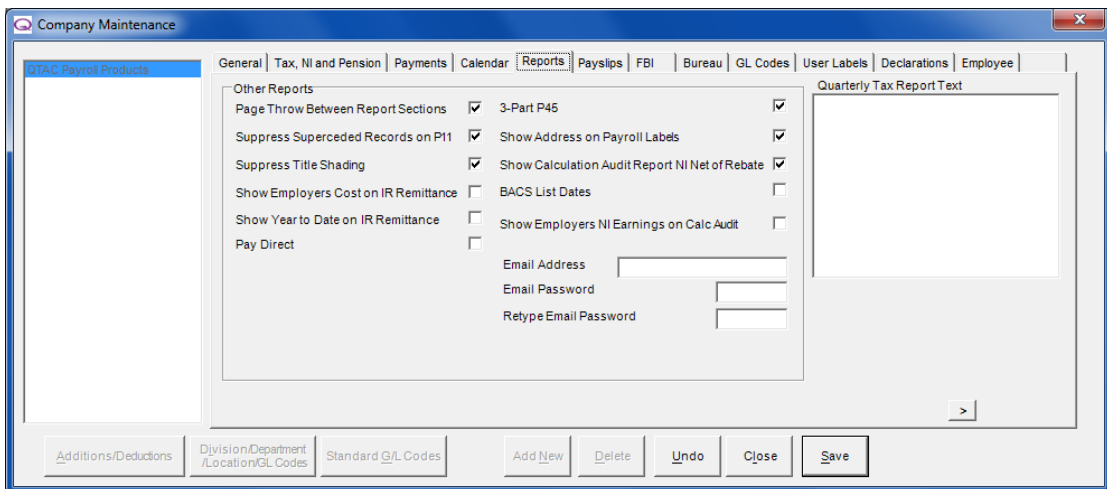 Company Maintenance
QTAC Payroll Products
General Tax, NI and Pension Payments Calendar Reports Payslips FBI Bureau GL Codes User Labels Declarations Employee
Other Reports
Quarterly Tax Report Text
Page Throw Between Report Sections
3-Part P45
Suppress Superceded Records on P11
Show Address on Payroll Labels
Suppress Title Shading
Show Calculation Audit Report NI Net of Rebate
Show Employers Cost on IR Remittance
BACS List Dates
Show Year to Date on IR Remittance
Show Employers NI Earnings on Calc Audit
Pay Direct
Email Address
Email Password
Retype Email Password
>
Additions/Deductions
Division/Department
/Location/GL Codes
Standard G/L Codes
Add New
Delete
Undo
Close
Save